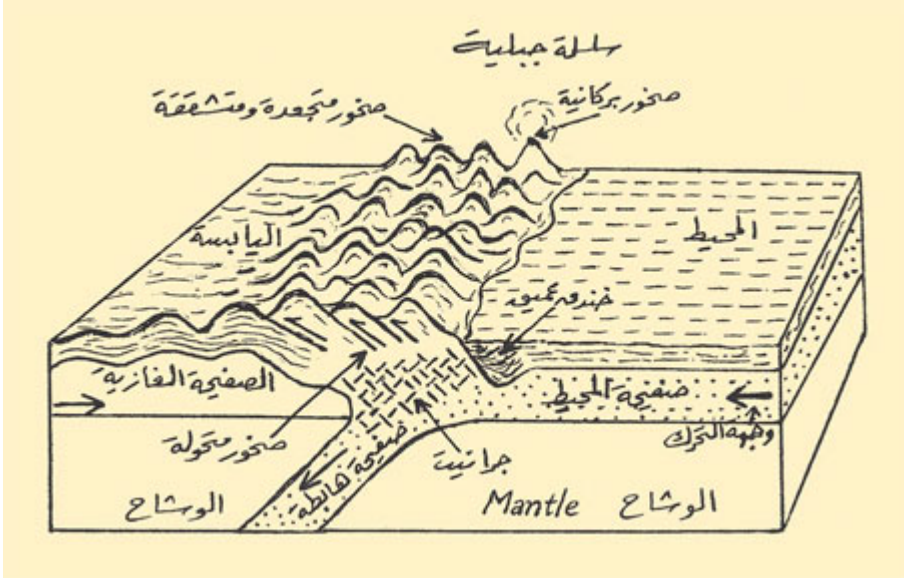 سلسلة جبلية
صخور بركانية
صخور متجعدة ومتشققة
المحيط
اليابسة
خندق عميق
الصفيحة القارية
صفيحة المحيط
وجهة التحرك
صخور متحولة
جرانيت
صفيحة هابطة
الوشاح Mantle
الوشاح